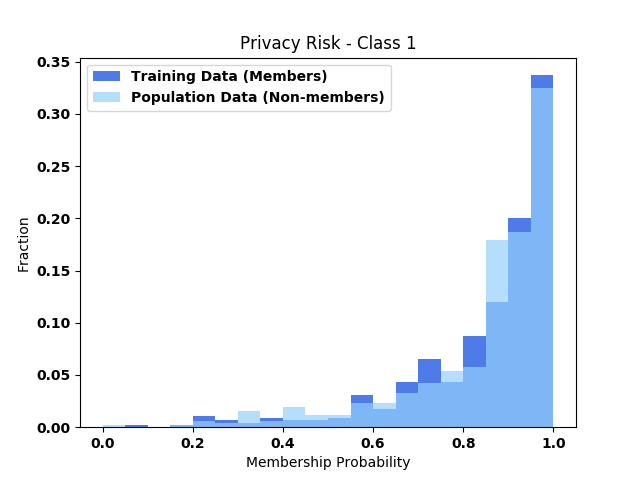 Privacy Risk - Class 1
Training Data (Members)
Population Data (Non-members)
Fraction
0.35
0.30
0.25
0.20
0.15
0.10
0.05
0.00
0.0 0.2 0.4 0.6 0.8 1.0
Membership Probability